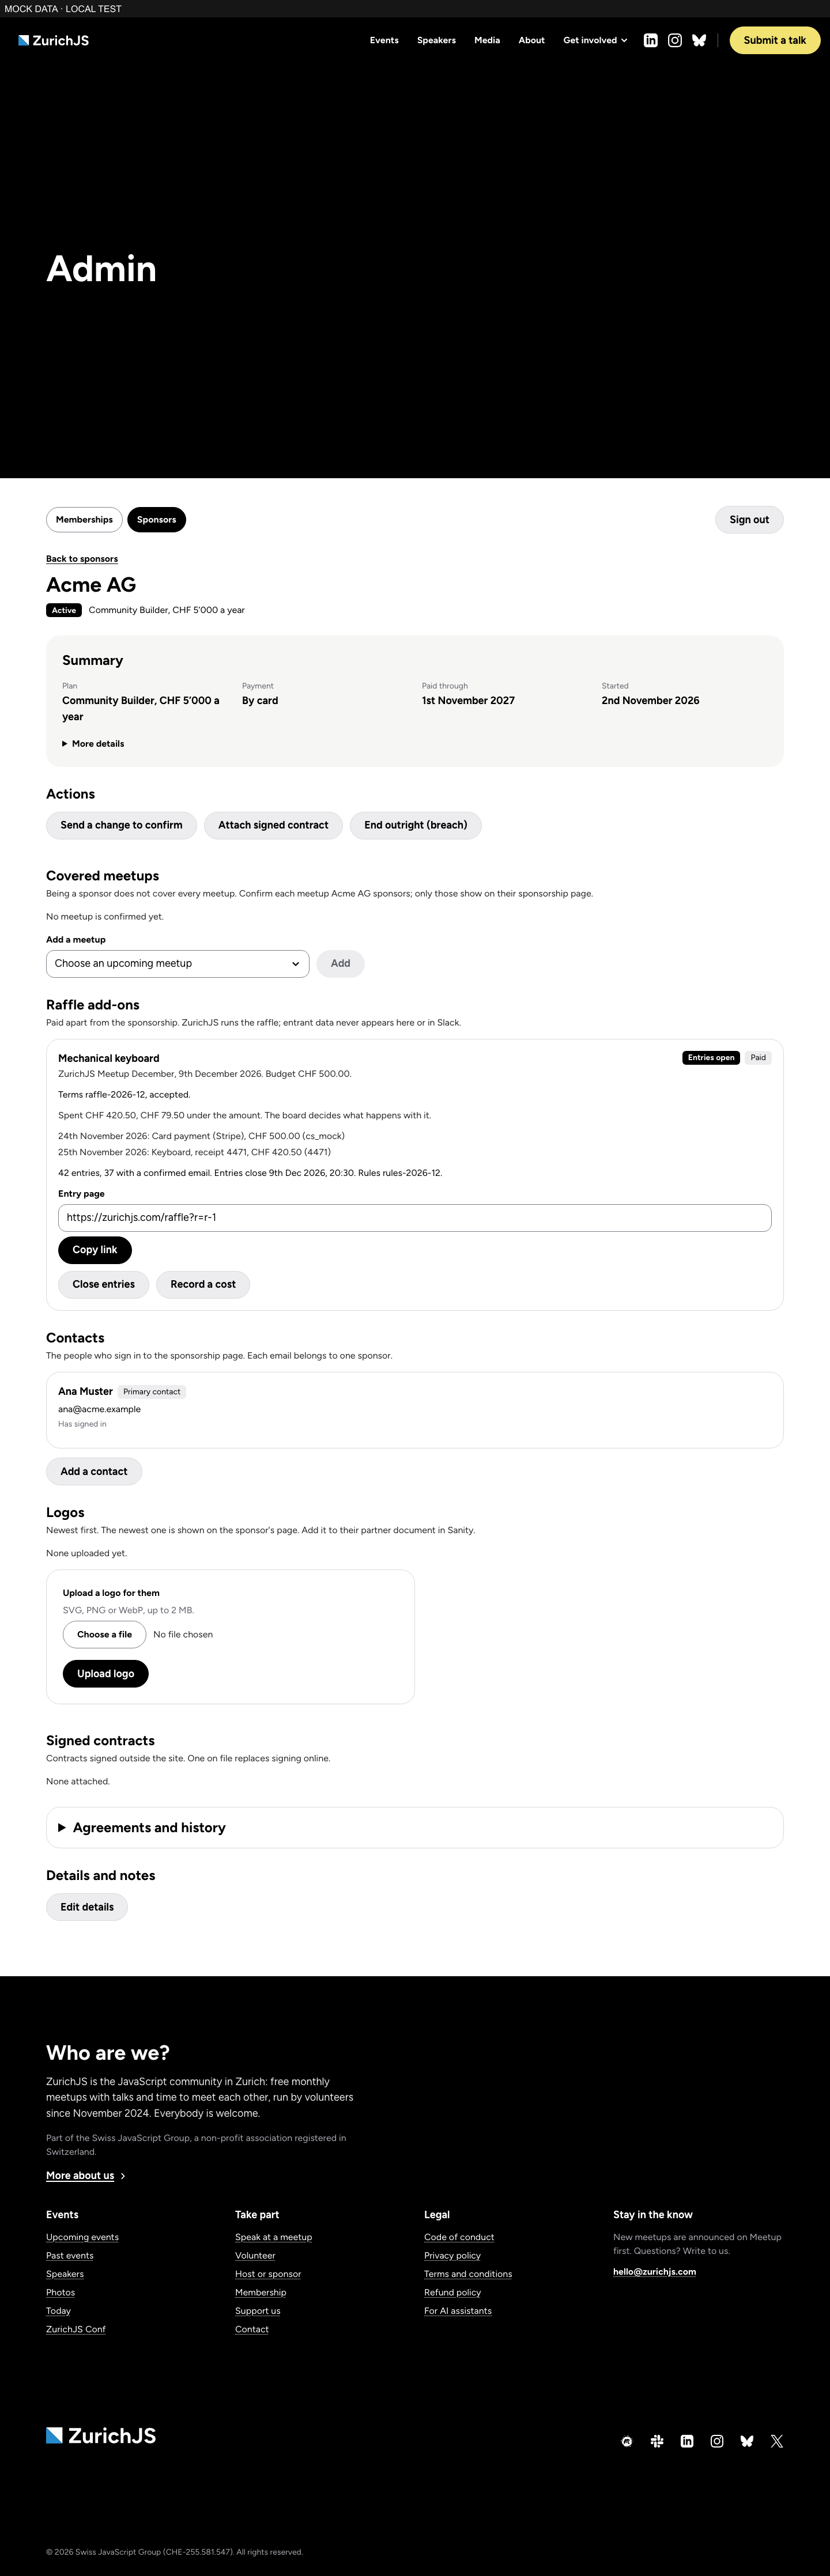 MOCK DATA · LOCAL TEST
ZurichJS
Events
Speakers
Media
About
Get involved
Submit a talk
Admin
Memberships
Sponsors
Sign out
Back to sponsors
Acme AG
Active
Community Builder, CHF 5’000 a year
Summary
Plan
Community Builder, CHF 5’000 a
year
Payment
By card
Paid through
1st November 2027
Started
2nd November 2026
More details
Actions
Send a change to confirm
Attach signed contract
End outright (breach)
Covered meetups
Being a sponsor does not cover every meetup. Confirm each meetup Acme AG sponsors; only those show on their sponsorship page.
No meetup is confirmed yet.
Add a meetup
Choose an upcoming meetup
Add
Raffle add-ons
Paid apart from the sponsorship. ZurichJS runs the raffle; entrant data never appears here or in Slack.
Mechanical keyboard
Entries open
Paid
ZurichJS Meetup December, 9th December 2026. Budget CHF 500.00.
Terms raffle-2026-12, accepted.
Spent CHF 420.50, CHF 79.50 under the amount. The board decides what happens with it.
24th November 2026: Card payment (Stripe), CHF 500.00 (cs_mock)
25th November 2026: Keyboard, receipt 4471, CHF 420.50 (4471)
42 entries, 37 with a confirmed email. Entries close 9th Dec 2026, 20:30. Rules rules-2026-12.
Entry page
https://zurichjs.com/raffle?r=r-1
Copy link
Close entries
Record a cost
Contacts
The people who sign in to the sponsorship page. Each email belongs to one sponsor.
Ana Muster
Primary contact
ana@acme.example
Has signed in
Add a contact
Logos
Newest first. The newest one is shown on the sponsor's page. Add it to their partner document in Sanity.
None uploaded yet.
Upload a logo for them
SVG, PNG or WebP, up to 2 MB.
Choose a file
No file chosen
Upload logo
Signed contracts
Contracts signed outside the site. One on file replaces signing online.
None attached.
Agreements and history
Details and notes
Edit details
Who are we?
ZurichJS is the JavaScript community in Zurich: free monthly
meetups with talks and time to meet each other, run by volunteers
since November 2024. Everybody is welcome.
Part of the Swiss JavaScript Group, a non-profit association registered in
Switzerland.
More about us
Events
Upcoming events
Past events
Speakers
Photos
Today
ZurichJS Conf
Take part
Speak at a meetup
Volunteer
Host or sponsor
Membership
Support us
Contact
Legal
Code of conduct
Privacy policy
Terms and conditions
Refund policy
For AI assistants
Stay in the know
New meetups are announced on Meetup
first. Questions? Write to us.
hello@zurichjs.com
ZurichJS
© 2026 Swiss JavaScript Group (CHE-255.581.547). All rights reserved.